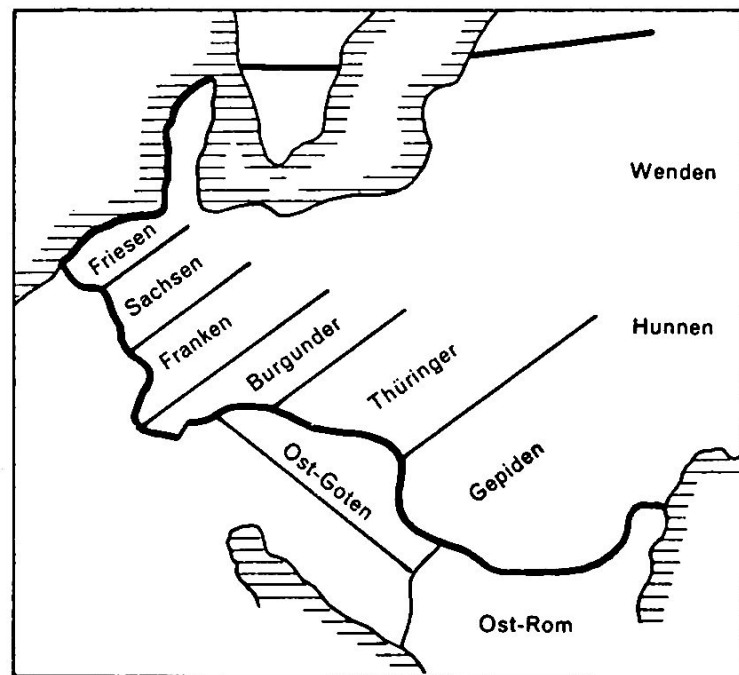 Wenden
Friesen
Sachsen
Franken
Burgunder
Thüringer
Hunnen
Ost-Goten
Gepiden
Ost-Rom